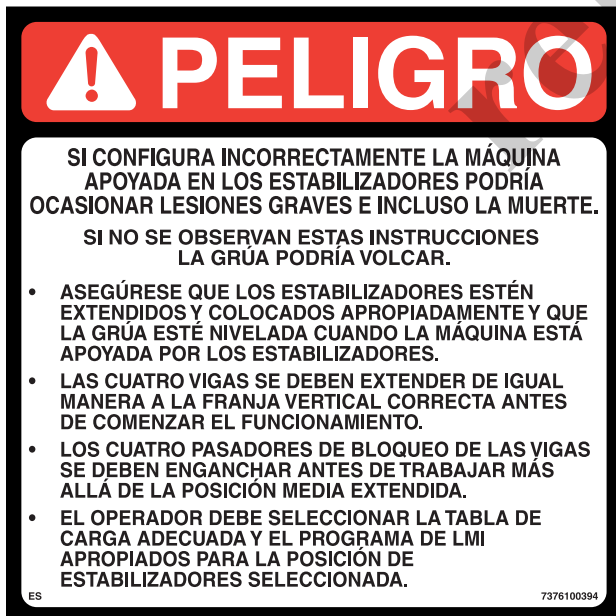 PELIGRO
SI CONFIGURA INCORRECTAMENTE LA MÁQUINA
APOYADA EN LOS ESTABILIZADORES PODRÍA
OCASIONAR LESIONES GRAVES E INCLUSO LA MUERTE.
SI NO SE OBSERVAN ESTAS INSTRUCCIONES
LA GRÚA PODRÍA VOLCAR.
• ASEGÚRESE QUE LOS ESTABILIZADORES ESTÉN
EXTENDIDOS Y COLOCADOS APROPIADAMENTE Y QUE
LA GRÚA ESTÉ NIVELADA CUANDO LA MÁQUINA ESTÁ
APOYADA POR LOS ESTABILIZADORES.
• LAS CUATRO VIGAS SE DEBEN EXTENDER DE IGUAL
MANERA A LA FRANJA VERTICAL CORRECTA ANTES
DE COMENZAR EL FUNCIONAMIENTO.
• LOS CUATRO PASADORES DE BLOQUEO DE LAS VIGAS
SE DEBEN ENGANCHAR ANTES DE TRABAJAR MÁS
ALLÁ DE LA POSICIÓN MEDIA EXTENDIDA.
• EL OPERADOR DEBE SELECCIONAR LA TABLA DE
CARGA ADECUADA Y EL PROGRAMA DE LMI
APROPIADOS PARA LA POSICIÓN DE
ESTABILIZADORES SELECCIONADA.
ES 7376100394